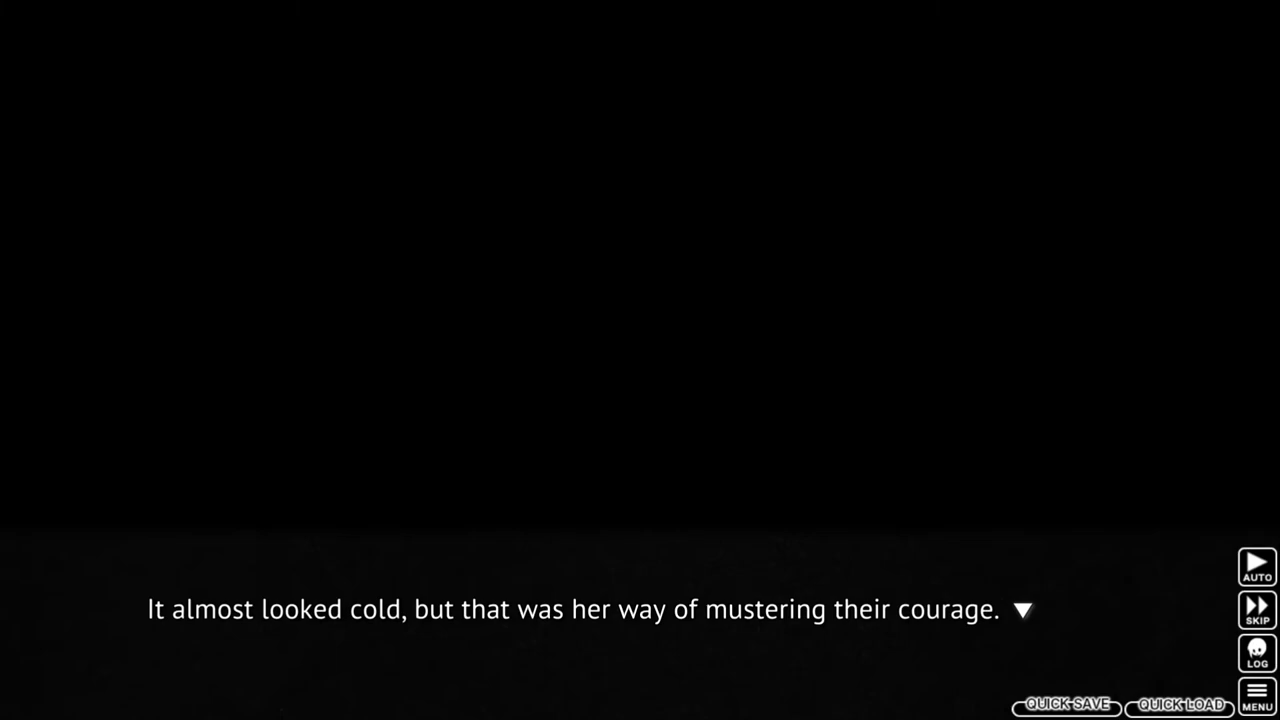 It almost looked cold, but that was her way of mustering their courage.
AUTO
SKIP
LOG
QUICK SAVE
QUICK LOAD
MENU